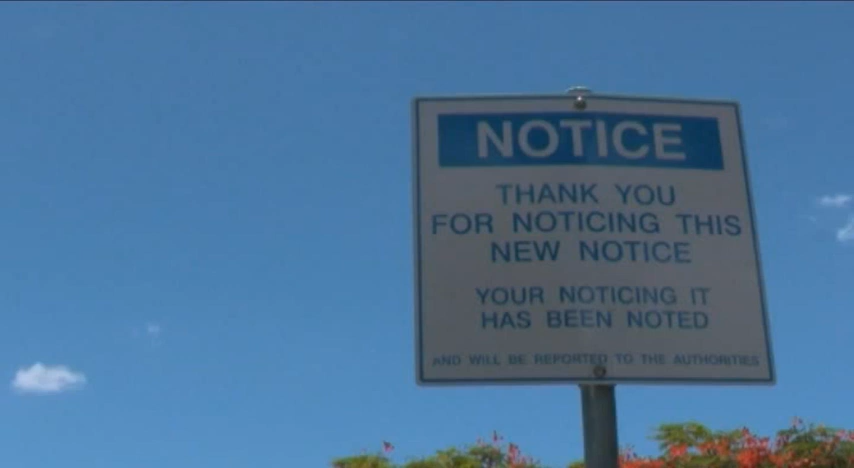 NOTICE
THANK YOU
FOR NOTICING THIS
NEW NOTICE
YOUR NOTICING IT
HAS BEEN NOTED
AND WILL BE REPORTED TO THE AUTHORITIES